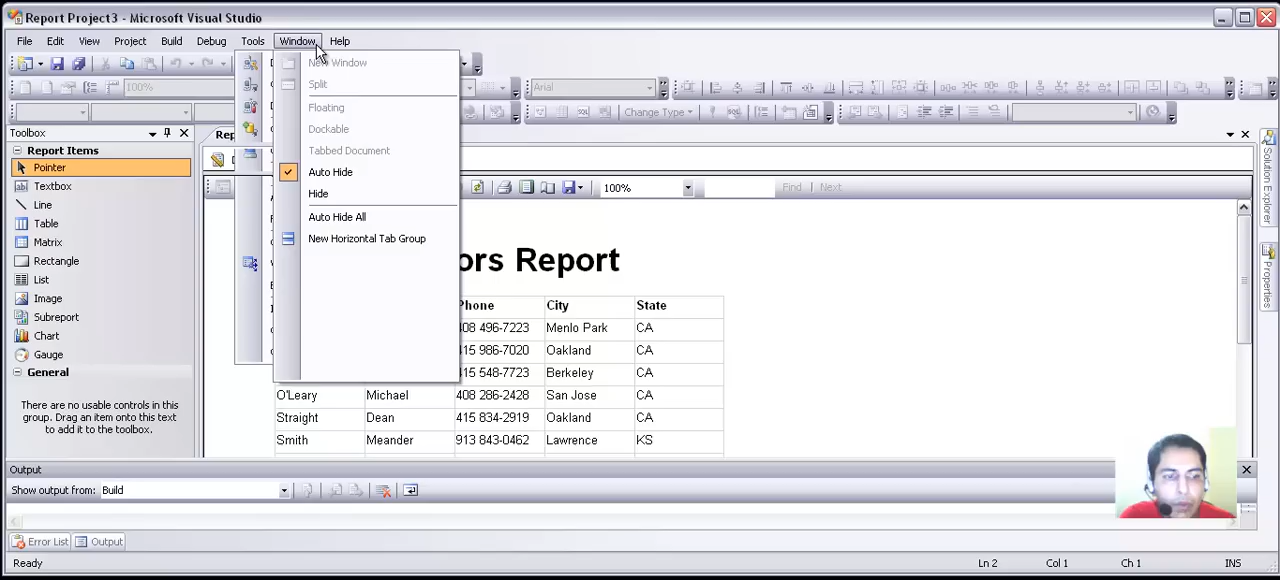 Report Project3 - Microsoft Visual Studio
File Edit View Project Build Debug Tools Window Help
New Window
100%
Split
Arial
Floating
Change Type
Toolbox
Dockable
Report Items
Tabbed Document
Pointer
Auto Hide
Textbox
Hide
100%
Find Next
Line
Auto Hide All
Table
New Horizontal Tab Group
Matrix
Rectangle
ors Report
List
Image
Phone City State
Subreport
408 496-7223 Menlo Park CA
Chart
415 986-7020 Oakland CA
Gauge
415 548-7723 Berkeley CA
General
O'Leary Michael 408 286-2428 San Jose CA
There are no usable controls in this
group. Drag an item onto this text
to add it to the toolbox.
Straight Dean 415 834-2919 Oakland CA
Smith Meander 913 843-0462 Lawrence KS
Solution Explorer
Properties
Output
Show output from: Build
Error List Output
Ready Ln 2 Col 1 Ch 1 INS